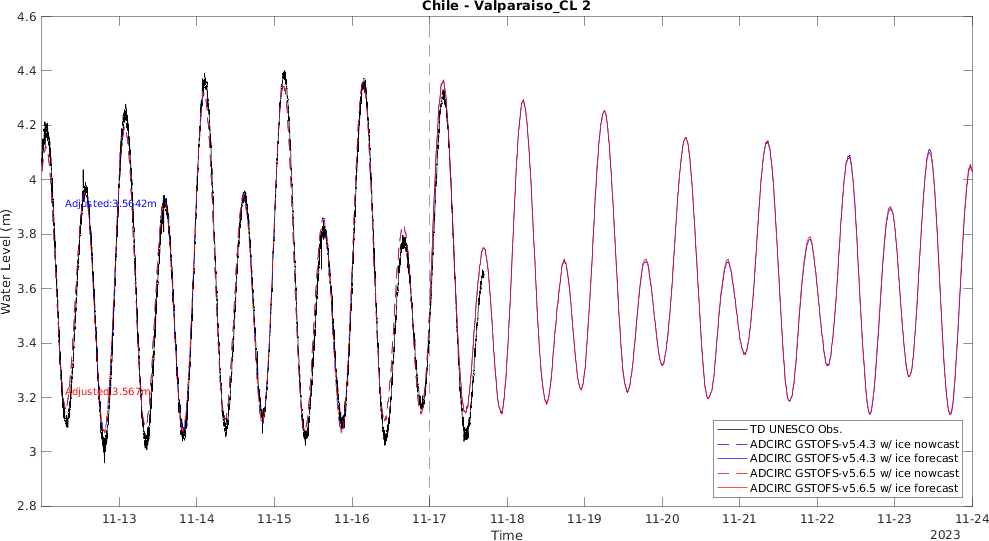 Chile - Valparaiso_CL 2
4.6
4.4
4.2
4
3.8
3.6
3.4
3.2
3
2.8
Water Level (m)
Adjusted:3.5642m
Adjusted:3.567m
TD UNESCO Obs.
ADCIRC GSTOFS-v5.4.3 w/ ice nowcast
ADCIRC GSTOFS-v5.4.3 w/ ice forecast
ADCIRC GSTOFS-v5.6.5 w/ ice nowcast
ADCIRC GSTOFS-v5.6.5 w/ ice forecast
11-13 11-14 11-15 11-16 11-17 11-18 11-19 11-20 11-21 11-22 11-23 11-24
Time
2023